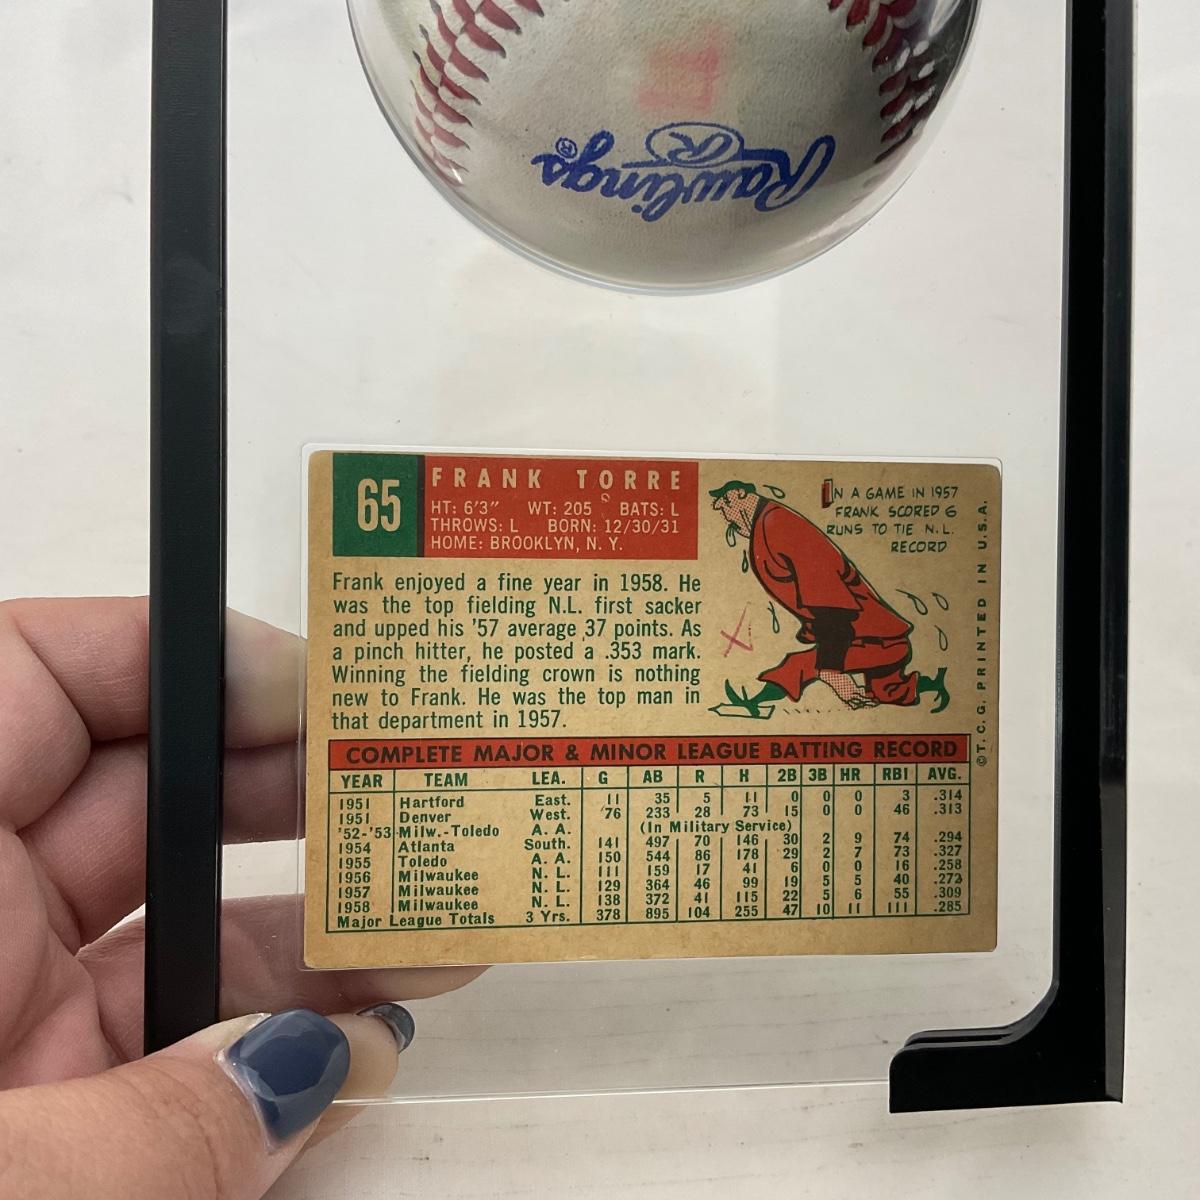 Rawlings ®
R
65
FRANK TORRE
HT: 6'3" WT: 205 BATS: L
THROWS: L BORN: 12/30/31
HOME: BROOKLYN, N. Y.
IN A GAME IN 1957
FRANK SCORED 6
RUNS TO TIE N.L.
RECORD
Frank enjoyed a fine year in 1958. He
was the top fielding N.L. first sacker
and upped his '57 average 37 points. As
a pinch hitter, he posted a .353 mark.
Winning the fielding crown is nothing
new to Frank. He was the top man in
that department in 1957.
©T. C. G. PRINTED IN U.S.A.
COMPLETE MAJOR & MINOR LEAGUE BATTING RECORD
YEAR TEAM LEA. G AB R H 2B 3B HR RBI AVG.
1951 Hartford East. 11 35 5 11 0 0 0 3 .314
1951 Denver West. 76 233 28 73 15 0 0 46 .313
'52-'53 Milw.-Toledo A. A. (In Military Service)
1954 Atlanta South. 141 497 70 146 30 2 9 74 .294
1955 Toledo A. A. 150 544 86 178 29 2 7 73 .327
1956 Milwaukee N. L. 111 159 17 41 6 0 0 16 .258
1957 Milwaukee N. L. 129 364 46 99 19 5 5 40 .272
1958 Milwaukee N. L. 138 372 41 115 22 5 6 55 .309
Major League Totals 3 Yrs. 378 895 104 255 47 10 11 111 .285